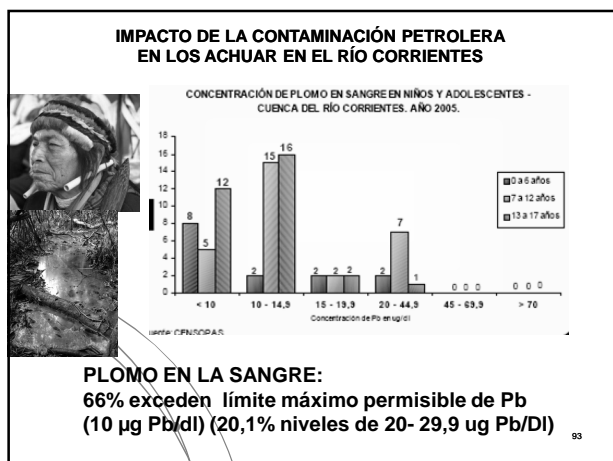 IMPACTO DE LA CONTAMINACIÓN PETROLERA
EN LOS ACHUAR EN EL RÍO CORRIENTES
CONCENTRACIÓN DE PLOMO EN SANGRE EN NIÑOS Y ADOLESCENTES -
CUENCA DEL RÍO CORRIENTES. AÑO 2005.
18
16
14
12
10
8
6
4
2
0
8 5 12
2 15 16
2 2 2
2 7 1
0 0 0
0 0 0
< 10 10 - 14,9 15 - 19,9 20 - 44,9 45 - 69,9 > 70
Concentración de Pb en ug/dl
0 a 6 años
7 a 12 años
13 a 17 años
uente: CENSOPAS
PLOMO EN LA SANGRE:
66% exceden límite máximo permisible de Pb
(10 µg Pb/dl) (20,1% niveles de 20- 29,9 ug Pb/Dl)
93